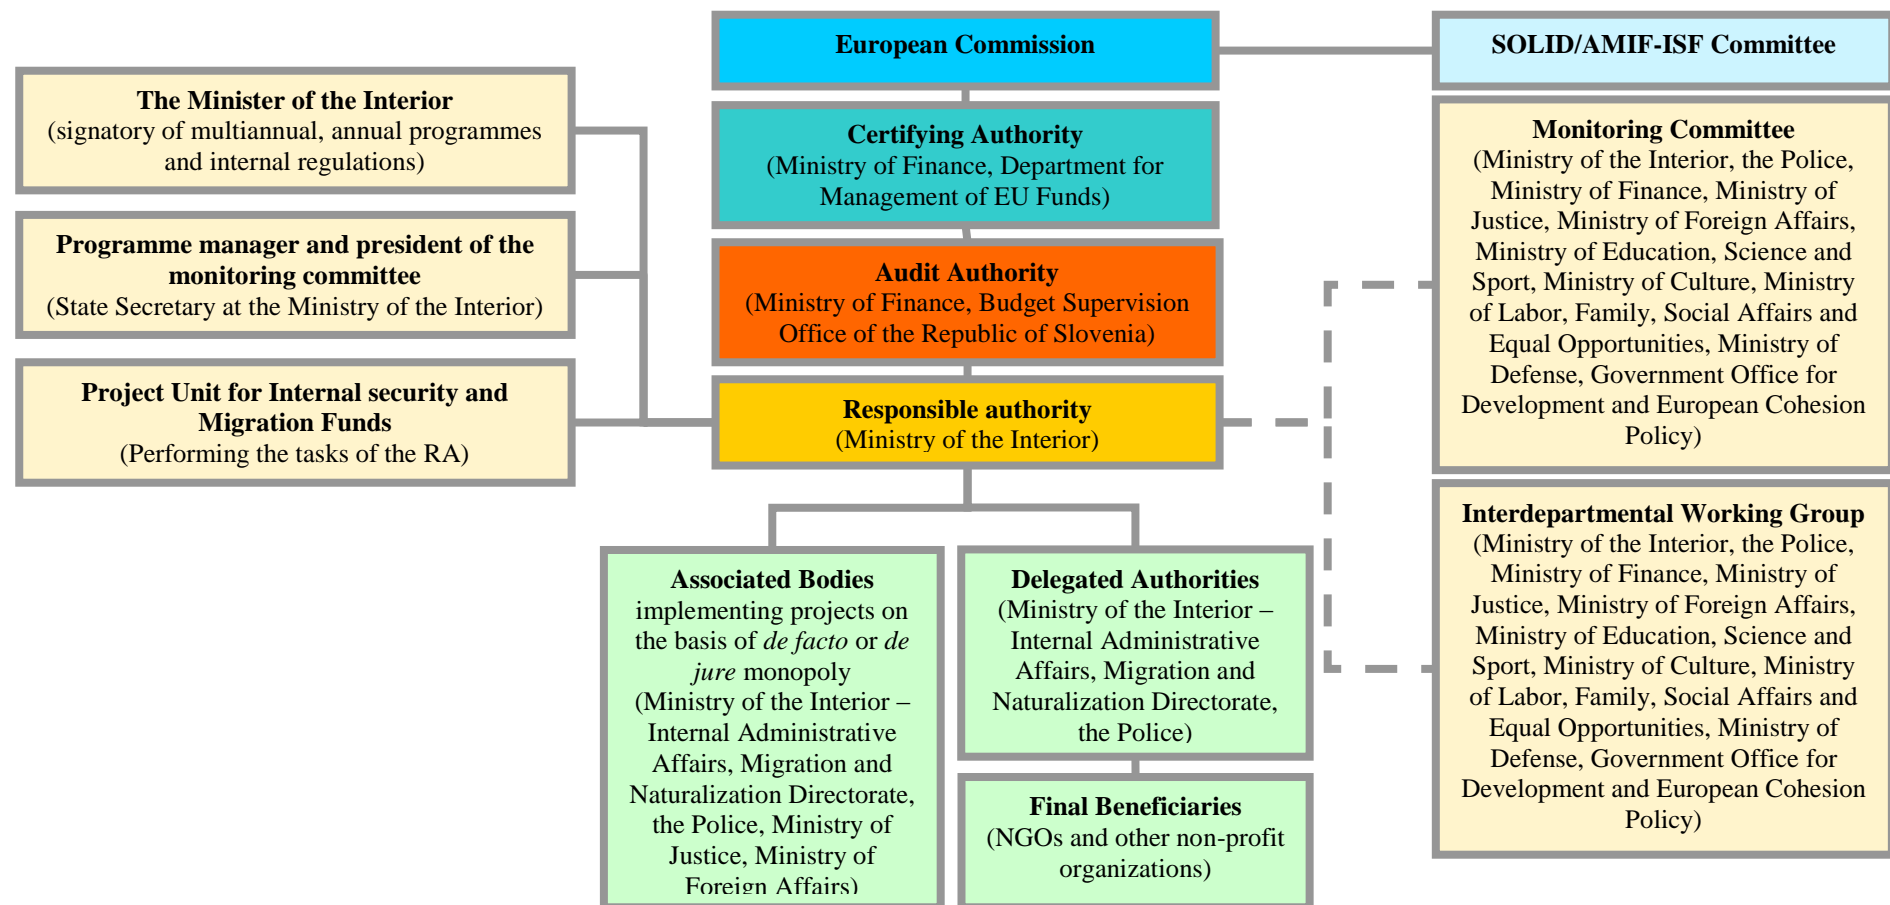 European Commission
SOLID/AMIF-ISF Committee
The Minister of the Interior
(signatory of multiannual, annual programmes
and internal regulations)
Certifying Authority
(Ministry of Finance, Department for
Management of EU Funds)
Monitoring Committee
(Ministry of the Interior, the Police,
Ministry of Finance, Ministry of
Justice, Ministry of Foreign Affairs,
Ministry of Education, Science and
Sport, Ministry of Culture, Ministry
of Labor, Family, Social Affairs and
Equal Opportunities, Ministry of
Defense, Government Office for
Development and European Cohesion
Policy)
Programme manager and president of the
monitoring committee
(State Secretary at the Ministry of the Interior)
Audit Authority
(Ministry of Finance, Budget Supervision
Office of the Republic of Slovenia)
Project Unit for Internal security and
Migration Funds
(Performing the tasks of the RA)
Responsible authority
(Ministry of the Interior)
Interdepartmental Working Group
(Ministry of the Interior, the Police,
Ministry of Finance, Ministry of
Justice, Ministry of Foreign Affairs,
Ministry of Education, Science and
Sport, Ministry of Culture, Ministry
of Labor, Family, Social Affairs and
Equal Opportunities, Ministry of
Defense, Government Office for
Development and European Cohesion
Policy)
Associated Bodies
implementing projects on
the basis of de facto or de
jure monopoly
(Ministry of the Interior –
Internal Administrative
Affairs, Migration and
Naturalization Directorate,
the Police, Ministry of
Justice, Ministry of
Foreign Affairs)
Delegated Authorities
(Ministry of the Interior –
Internal Administrative
Affairs, Migration and
Naturalization Directorate,
the Police)
Final Beneficiaries
(NGOs and other non-profit
organizations)